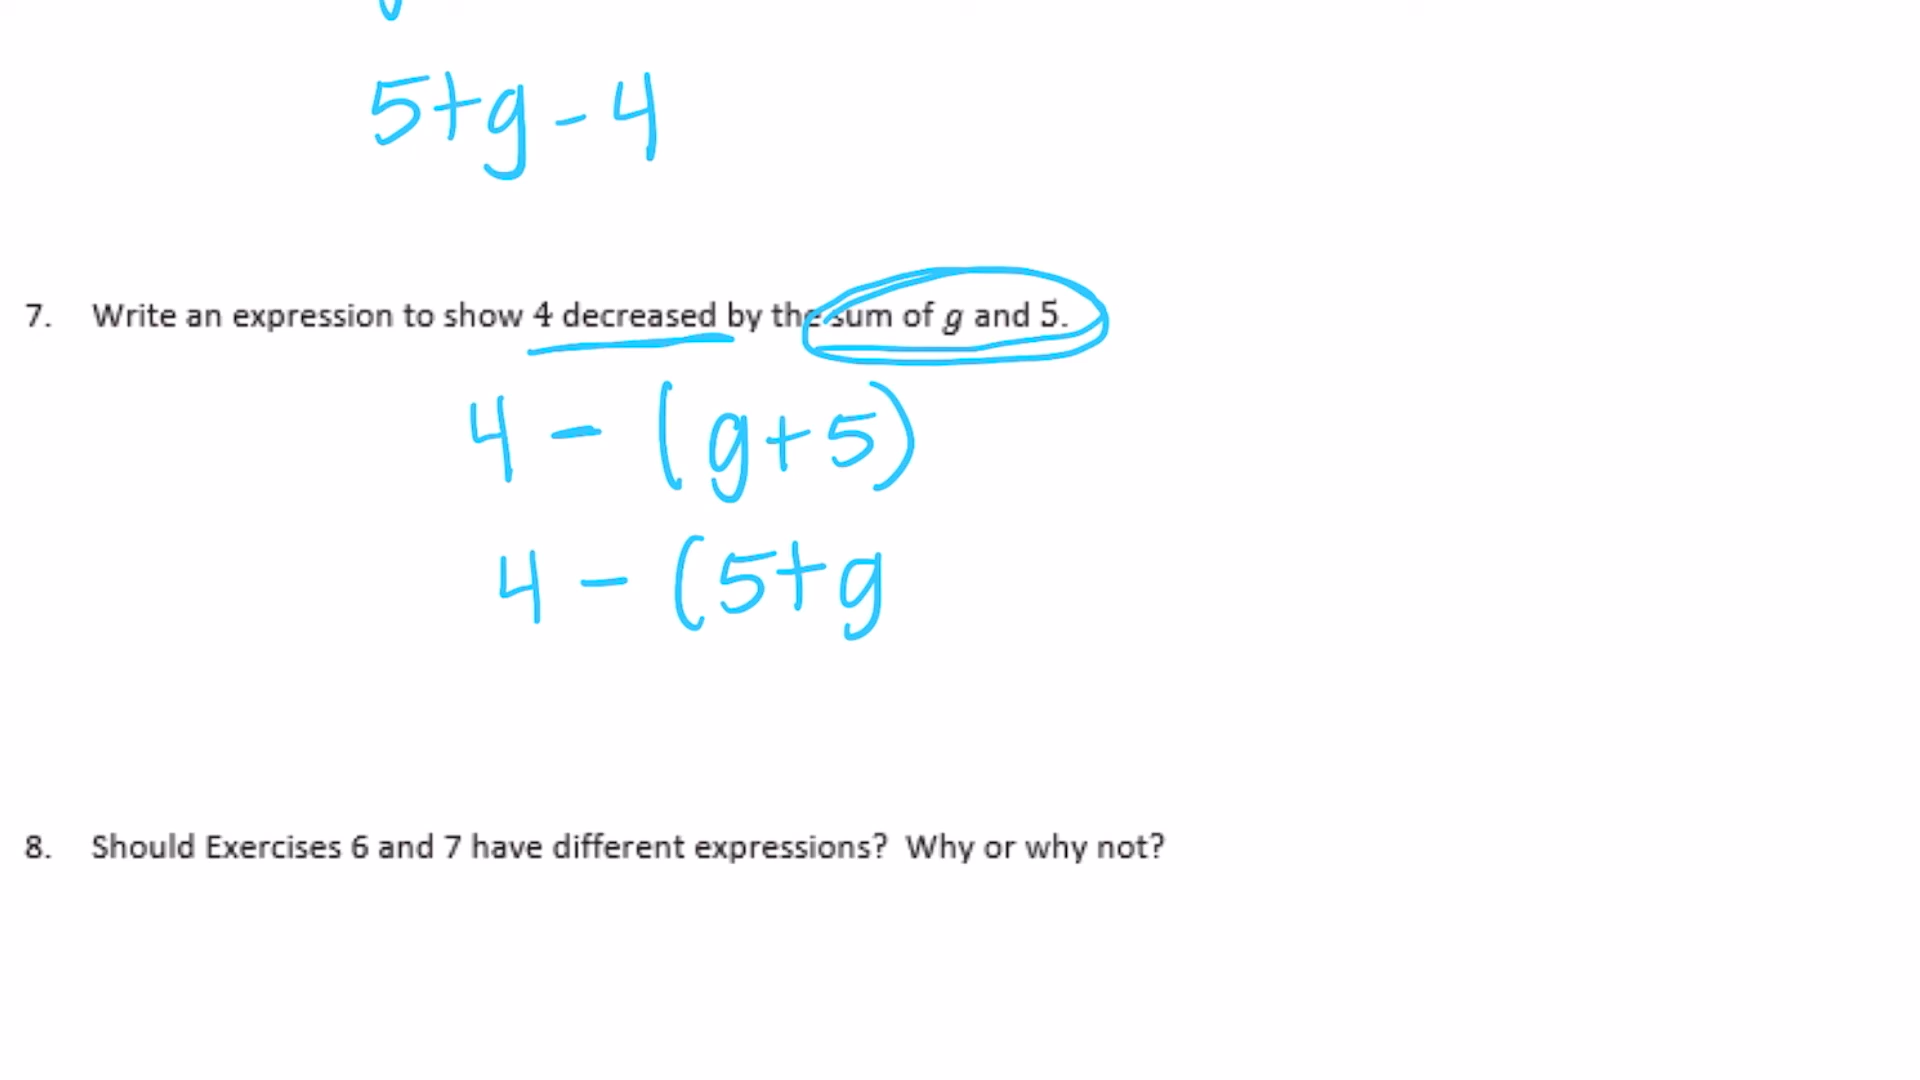 5+g-4
7. Write an expression to show 4 decreased by the sum of g and 5.
4 - (g+5)
4 - (5+g
8. Should Exercises 6 and 7 have different expressions? Why or why not?